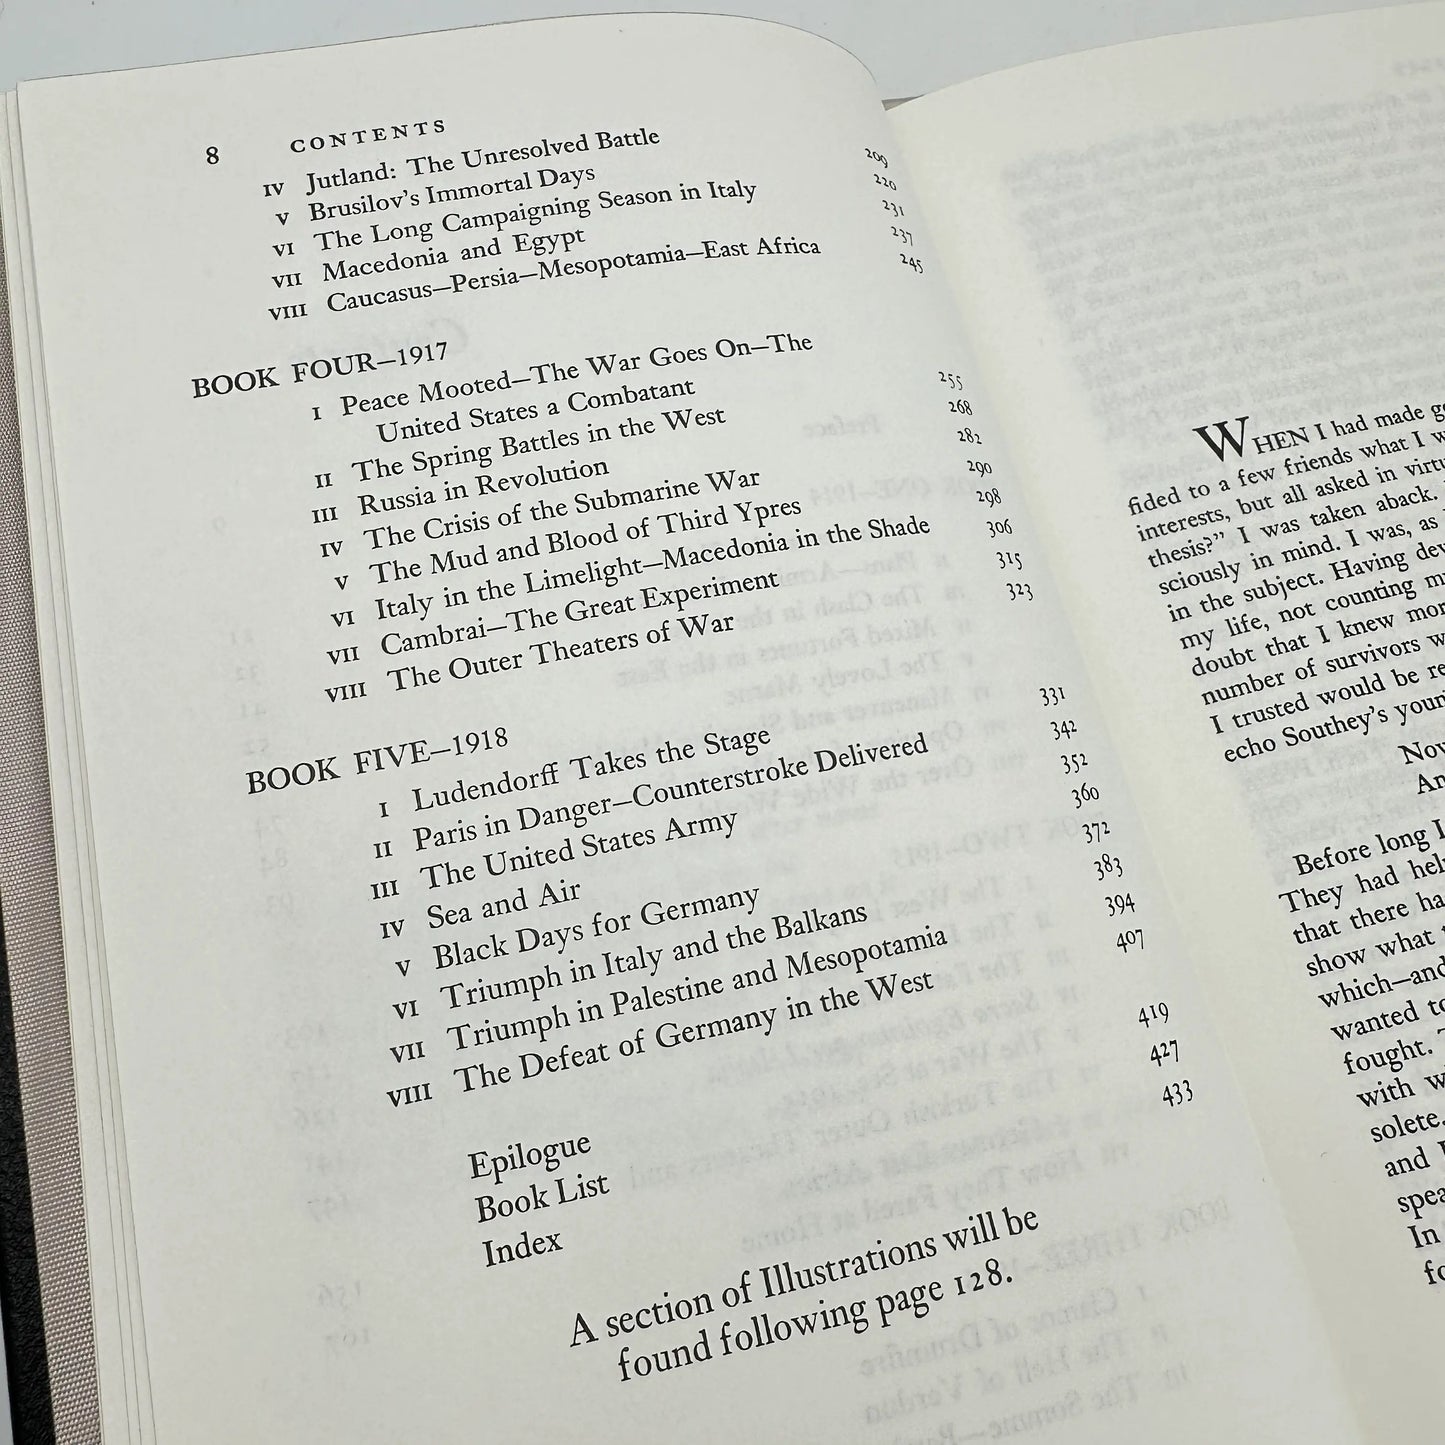 8 CONTENTS
IV Jutland: The Unresolved Battle 209
V Brusilov's Immortal Days 220
VI The Long Campaigning Season in Italy 231
VII Macedonia and Egypt 237
VIII Caucasus—Persia—Mesopotamia—East Africa 245
BOOK FOUR—1917
I Peace Mooted—The War Goes On—The
United States a Combatant 255
II The Spring Battles in the West 268
III Russia in Revolution 282
IV The Crisis of the Submarine War 290
V The Mud and Blood of Third Ypres 298
VI Italy in the Limelight—Macedonia in the Shade 306
VII Cambrai—The Great Experiment 315
VIII The Outer Theaters of War 323
BOOK FIVE—1918
I Ludendorff Takes the Stage 331
II Paris in Danger—Counterstroke Delivered 342
III The United States Army 352
IV Sea and Air 360
V Black Days for Germany 372
VI Triumph in Italy and the Balkans 383
VII Triumph in Palestine and Mesopotamia 394
VIII The Defeat of Germany in the West 407
Epilogue 419
Book List 427
Index 433
A section of Illustrations will be
found following page 128.
WHEN I had made
fided to a few friends what I
interests, but all asked in
thesis?" I was taken aback.
sciously in mind. I was, as
in the subject. Having
my life, not counting
doubt that I knew
number of survivors
I trusted would be
echo Southey's
Before long I
They had
that there
show what
which—and
wanted
fought.
with
solete.
and
In